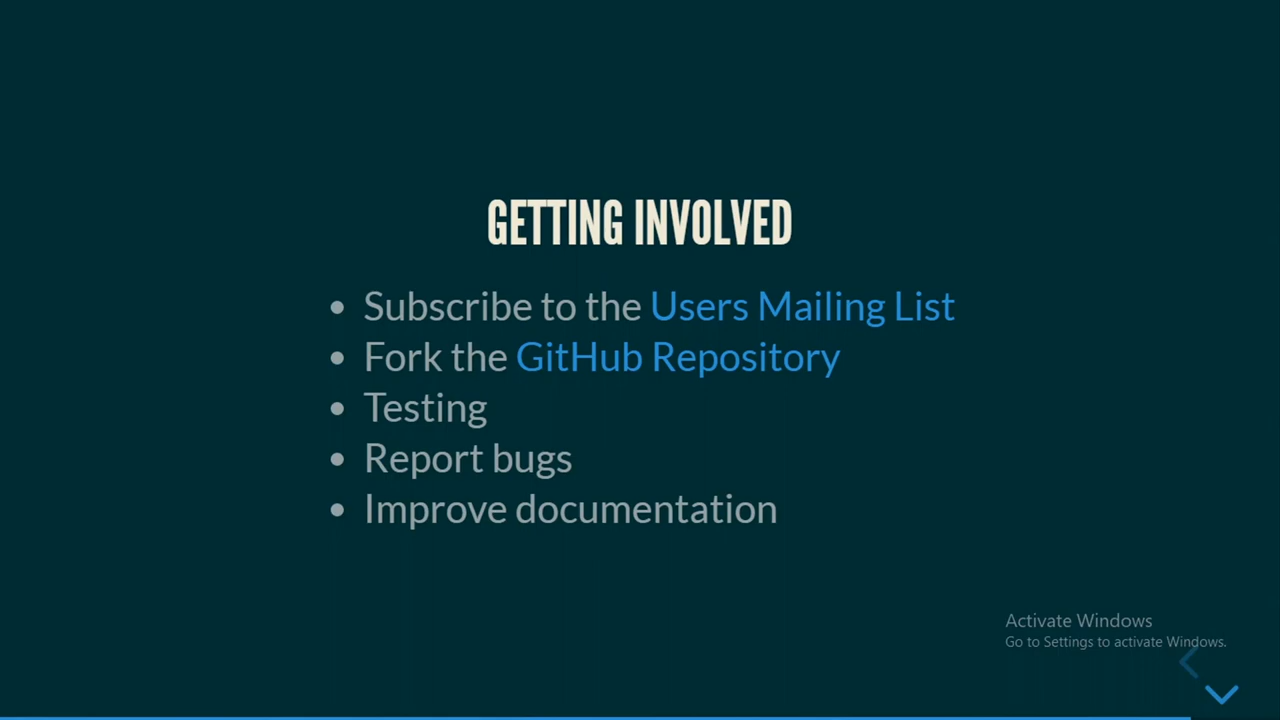 GETTING INVOLVED
Subscribe to the Users Mailing List
Fork the GitHub Repository
Testing
Report bugs
Improve documentation
Activate Windows
Go to Settings to activate Windows.